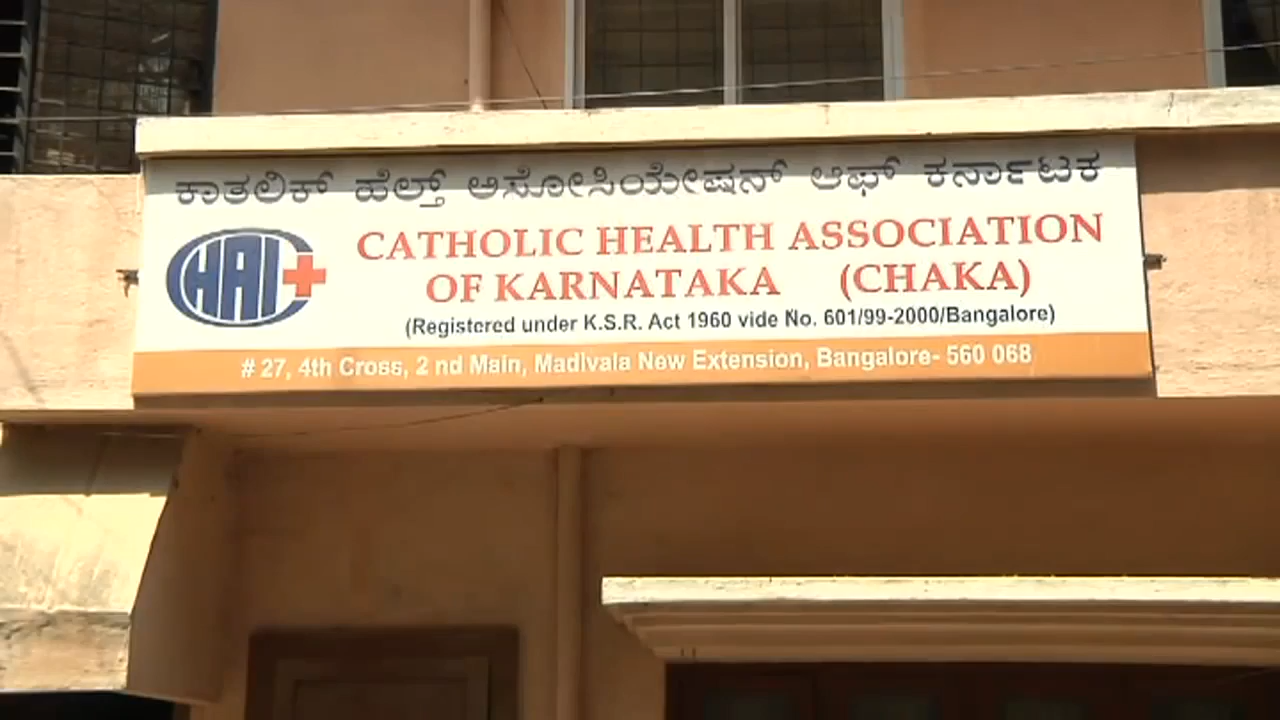 ಕಾತಲಿಕ್ ಹೆಲ್ತ್ ಅಸೋಸಿಯೇಷನ್ ಆಫ್ ಕರ್ನಾಟಕ
CHAI
CATHOLIC HEALTH ASSOCIATION
OF KARNATAKA (CHAKA)
(Registered under K.S.R. Act 1960 vide No. 601/99-2000/Bangalore)
# 27, 4th Cross, 2 nd Main, Madivala New Extension, Bangalore- 560 068